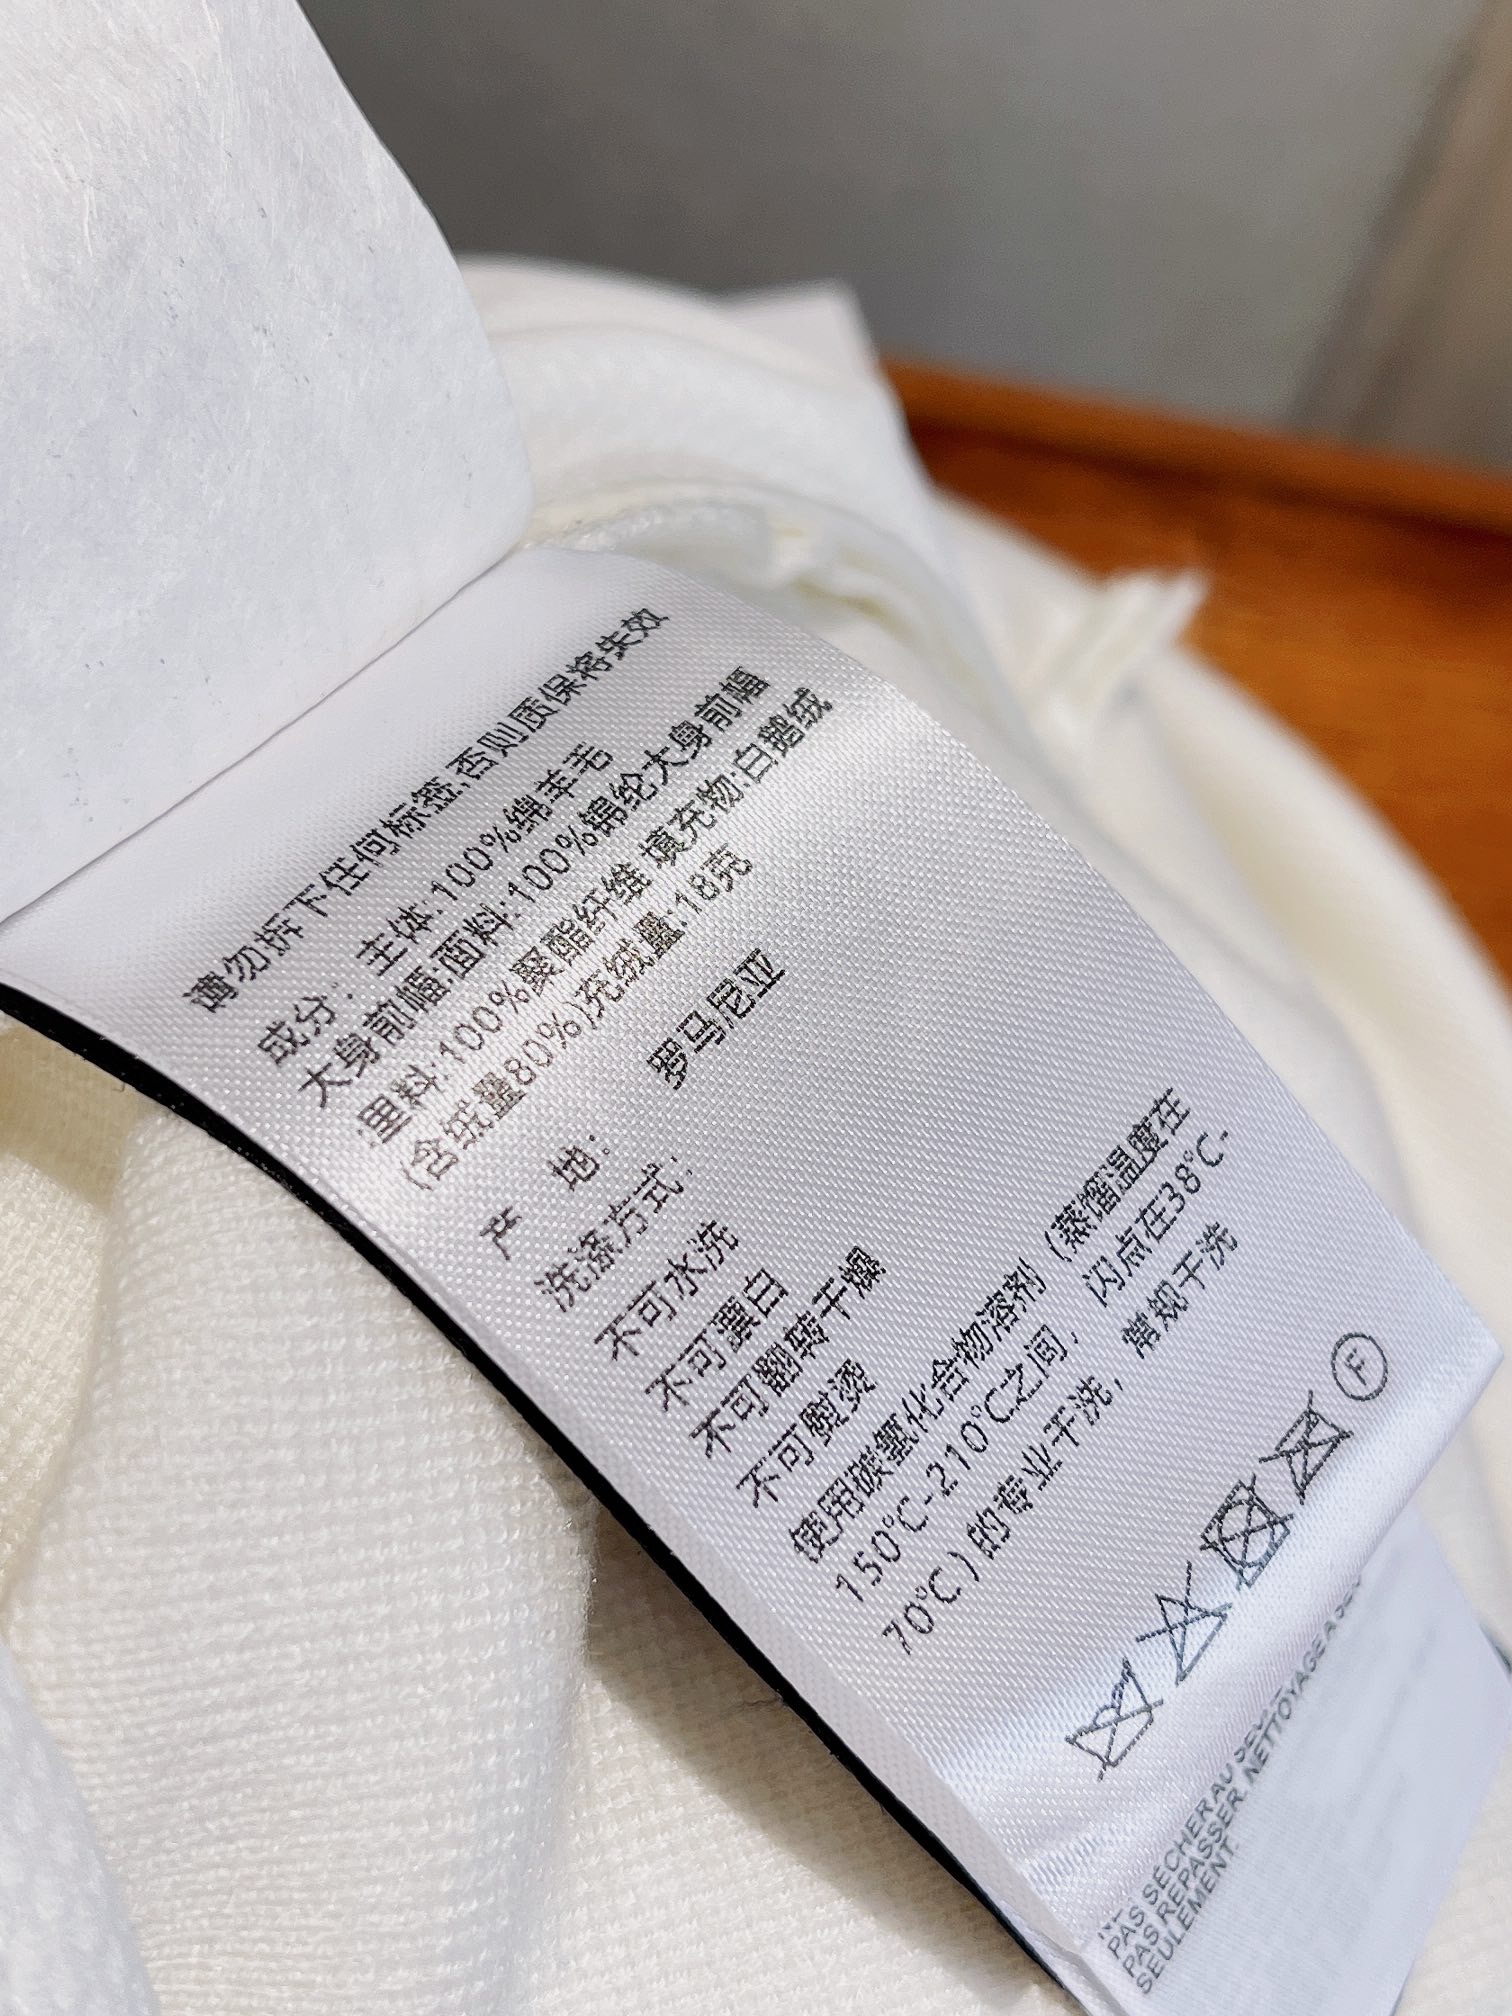 请勿拆下任何标签,否则质保将失效
成分: 主体:100%绵羊毛
大身前幅:面料:100%锦纶大身前幅
里料:100%聚酯纤维 填充物:白鹅绒
(含绒量80%)充绒量:18克
产 地: 罗马尼亚
洗涤方式:
不可水洗
不可漂白
不可翻转干燥
不可熨烫
使用碳氢化合物溶剂（蒸馏温度在
150℃-210℃之间, 闪点在38℃-
70℃）的专业干洗, 常规干洗
F
PAS SÉCHER AU
PAS REPASSER. NETTOYAGE A
SEULEMENT.